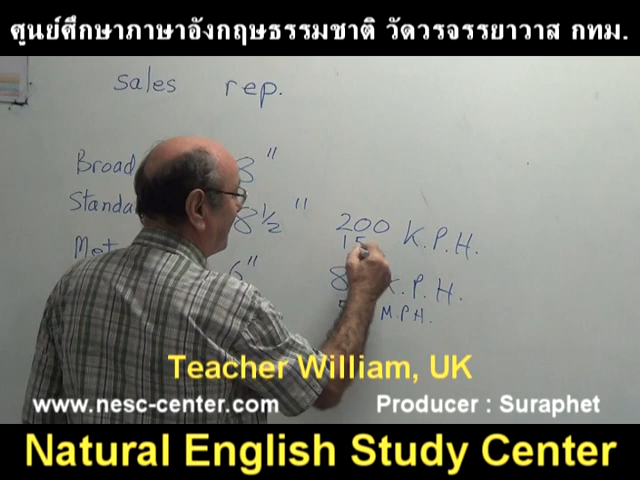 ศูนย์ศึกษาภาษาอังกฤษธรรมชาติ วัดวรจรรยาวาส กทม.
sales rep.
Broad 8"
Standa 8½"
200 K.P.H.
15
Met 6"
8 K.P.H.
M.P.H.
Teacher William, UK
www.nesc-center.com Producer : Suraphet
Natural English Study Center